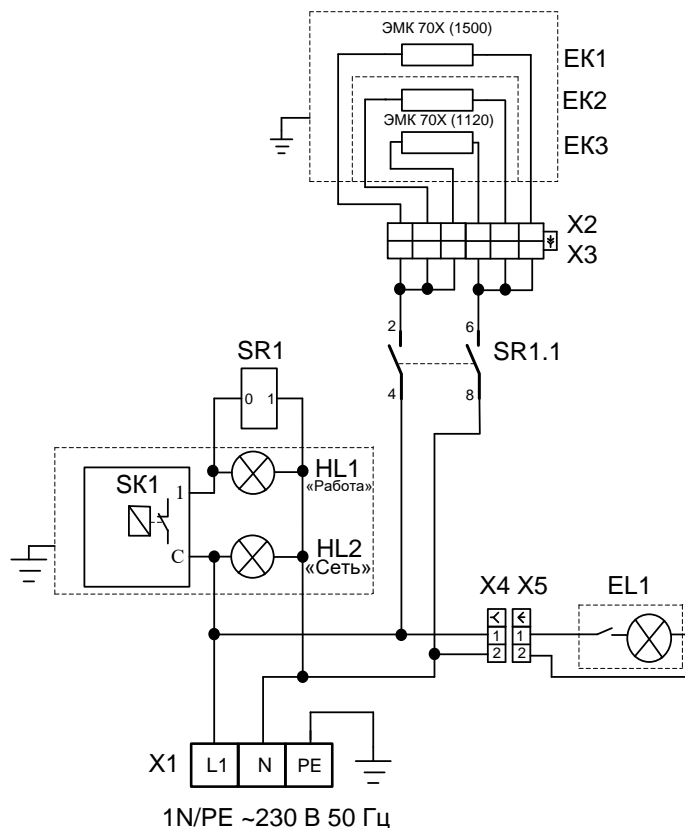 ЭМК 70Х (1500)
ЕК1
ЕК2
ЭМК 70Х (1120)
ЕК3
Х2
Х3
2
6
SR1.1
4
8
SR1
0 1
SK1
1
HL1
«Работа»
C
HL2
«Сеть»
Х4 Х5
EL1
1 1
2 2
Х1
L1 N PE
1N/PE ~230 В 50 Гц